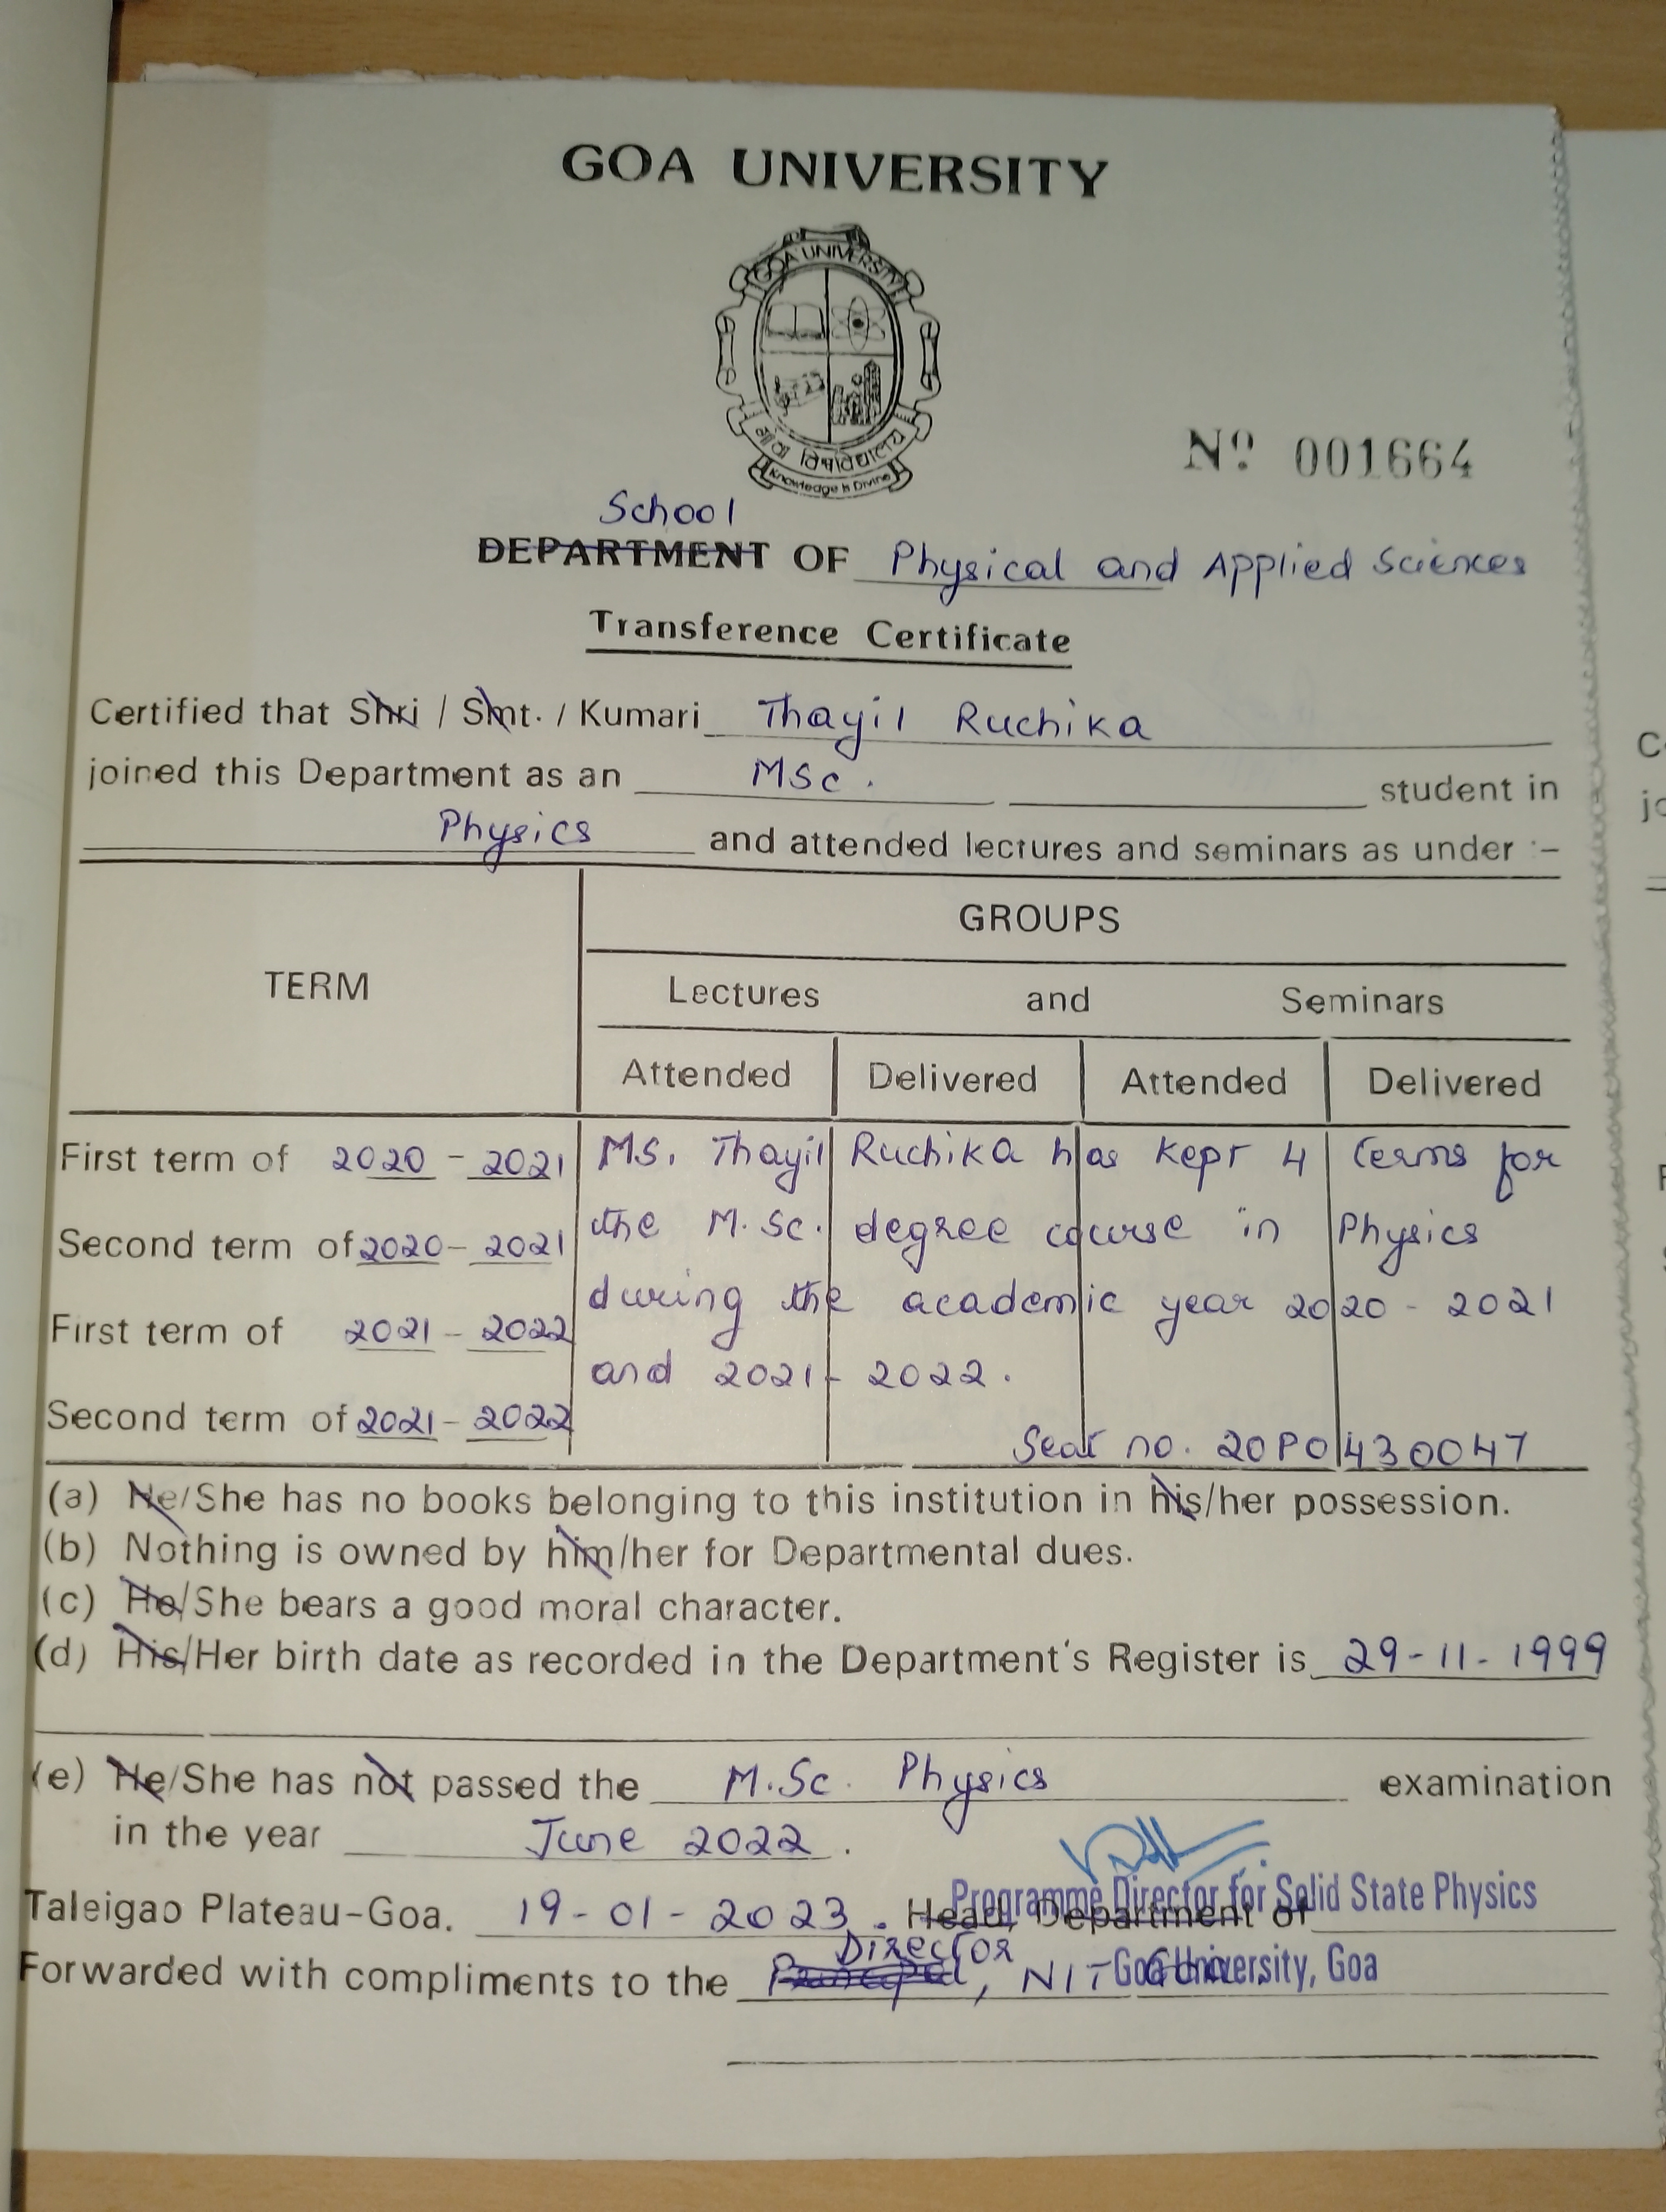 GOA UNIVERSITY
GOA UNIVERSITY
Knowledge is Divine
Nº 001664
School
DEPARTMENT OF Physical and Applied Sciences
Transference Certificate
Certified that Shri / Smt. / Kumari Thayil Ruchika
joined this Department as an MSc. student in
Physics and attended lectures and seminars as under :–
TERM
GROUPS
Lectures and Seminars
Attended Delivered Attended Delivered
First term of 2020 - 2021 Ms. Thayil Ruchika has kept 4 terms for
Second term of 2020 - 2021 the M.Sc. degree course in Physics
First term of 2021 - 2022 during the academic year 2020 - 2021
and 2021 - 2022.
Second term of 2021 - 2022
Seat no. 20P0430047
(a) He/She has no books belonging to this institution in his/her possession.
(b) Nothing is owned by him/her for Departmental dues.
(c) He/She bears a good moral character.
(d) His/Her birth date as recorded in the Department's Register is 29-11-1999
(e) He/She has not passed the M.Sc. Physics examination
in the year June 2022.
Taleigao Plateau-Goa. 19-01-2023. Head, Department of
Programme Director for Solid State Physics
Director
Forwarded with compliments to the Principal, NIT
Goa University, Goa